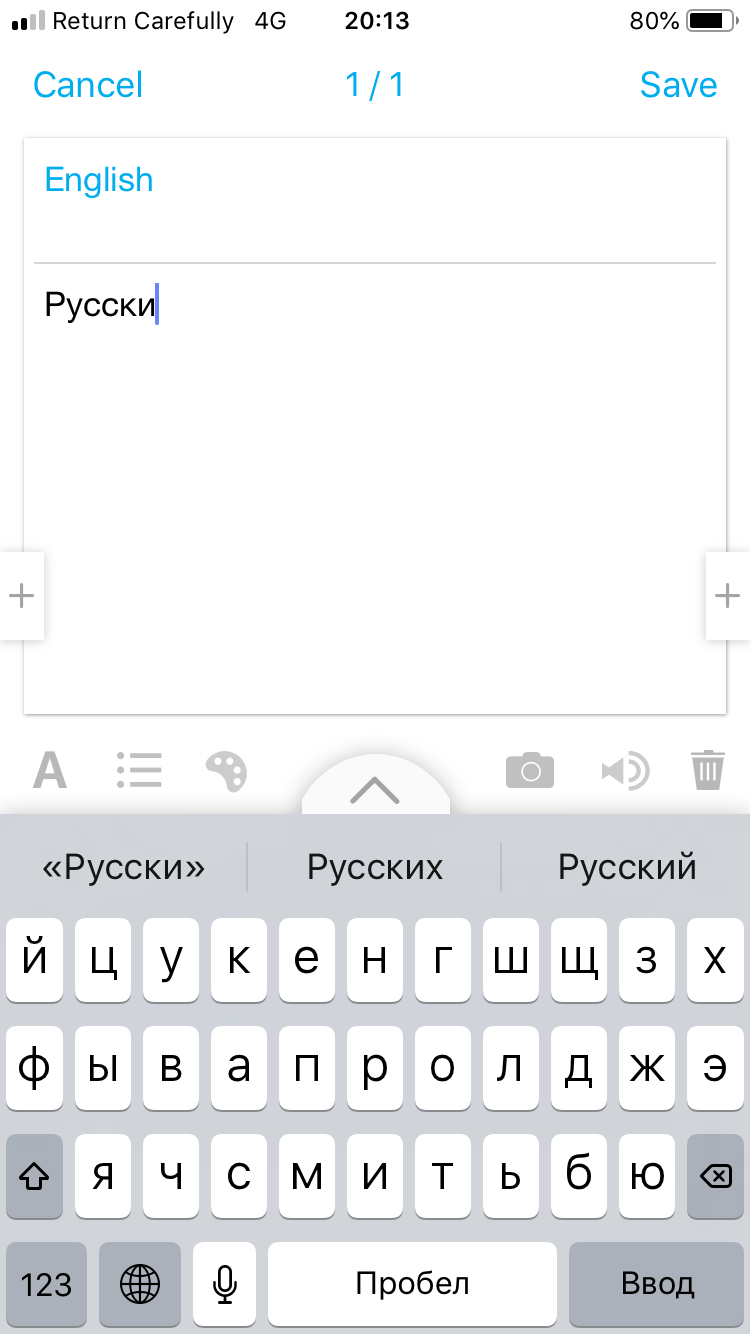 Return Carefully 4G 20:13 80%
Cancel 1 / 1 Save
English
Русски
A
«Русски» Русских Русский
й ц у к е н г ш щ з х
ф ы в а п р о л д ж э
я ч с м и т ь б ю
123 Пробел Ввод